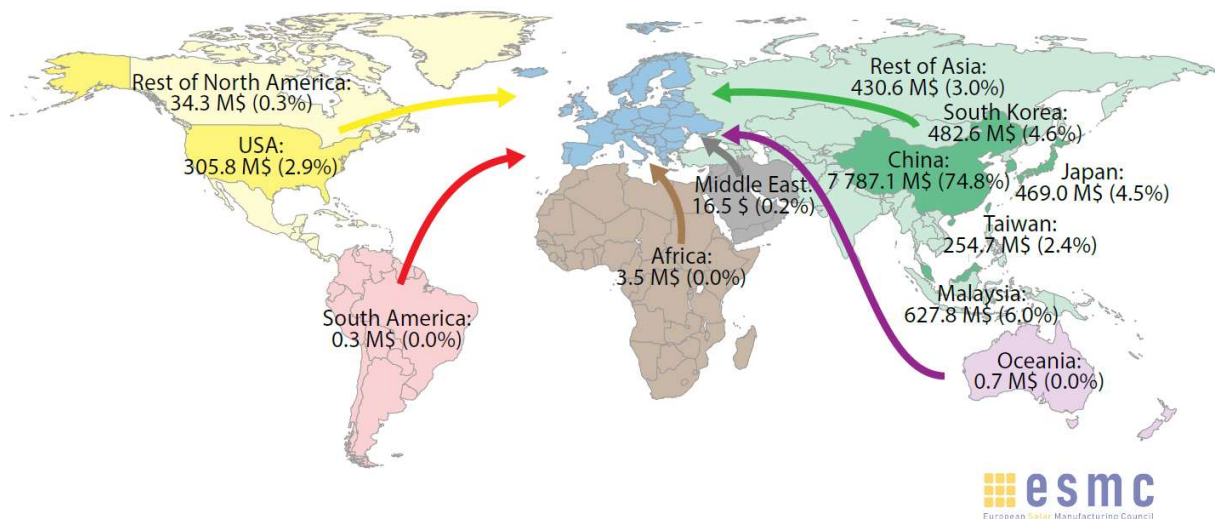 Rest of North America:
34.3 M$ (0.3%)
USA:
305.8 M$ (2.9%)
South America:
0.3 M$ (0.0%)
Africa:
3.5 M$ (0.0%)
Middle East:
16.5 $ (0.2%)
Rest of Asia:
430.6 M$ (3.0%)
South Korea:
482.6 M$ (4.6%)
China:
7 787.1 M$ (74.8%)
Japan:
469.0 M$ (4.5%)
Taiwan:
254.7 M$ (2.4%)
Malaysia:
627.8 M$ (6.0%)
Oceania:
0.7 M$ (0.0%)
esmc
European Solar Manufacturing Council